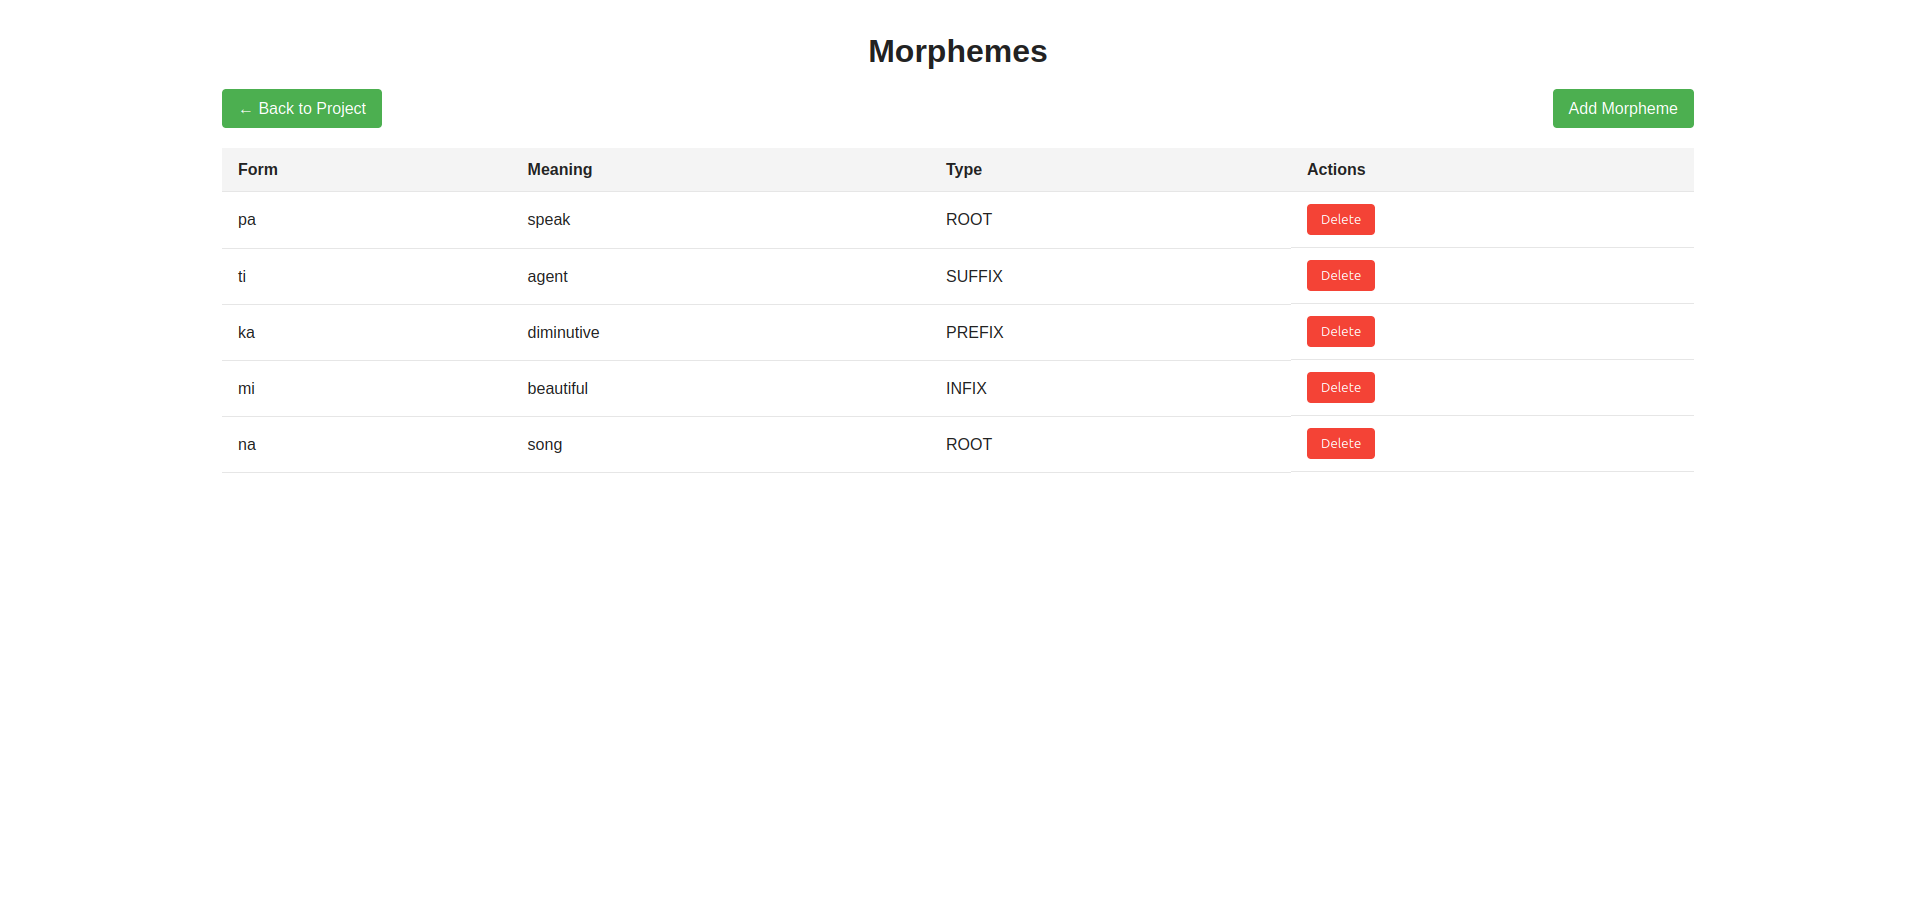 Morphemes
← Back to Project Add Morpheme
Form Meaning Type Actions
pa speak ROOT Delete
ti agent SUFFIX Delete
ka diminutive PREFIX Delete
mi beautiful INFIX Delete
na song ROOT Delete